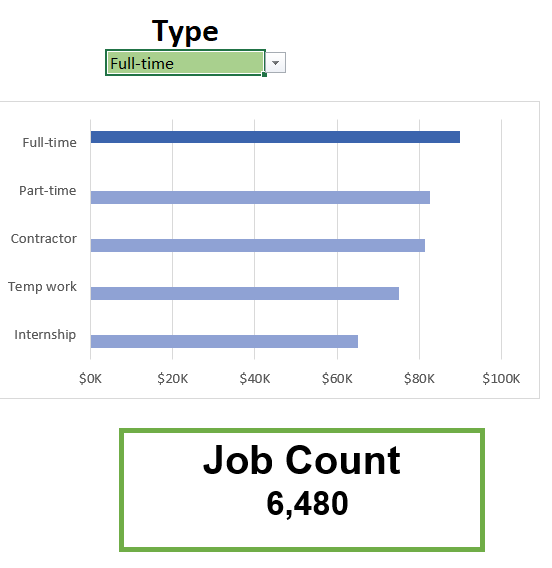 Type
Full-time
Full-time
Part-time
Contractor
Temp work
Internship
$0K $20K $40K $60K $80K $100K
Job Count
6,480